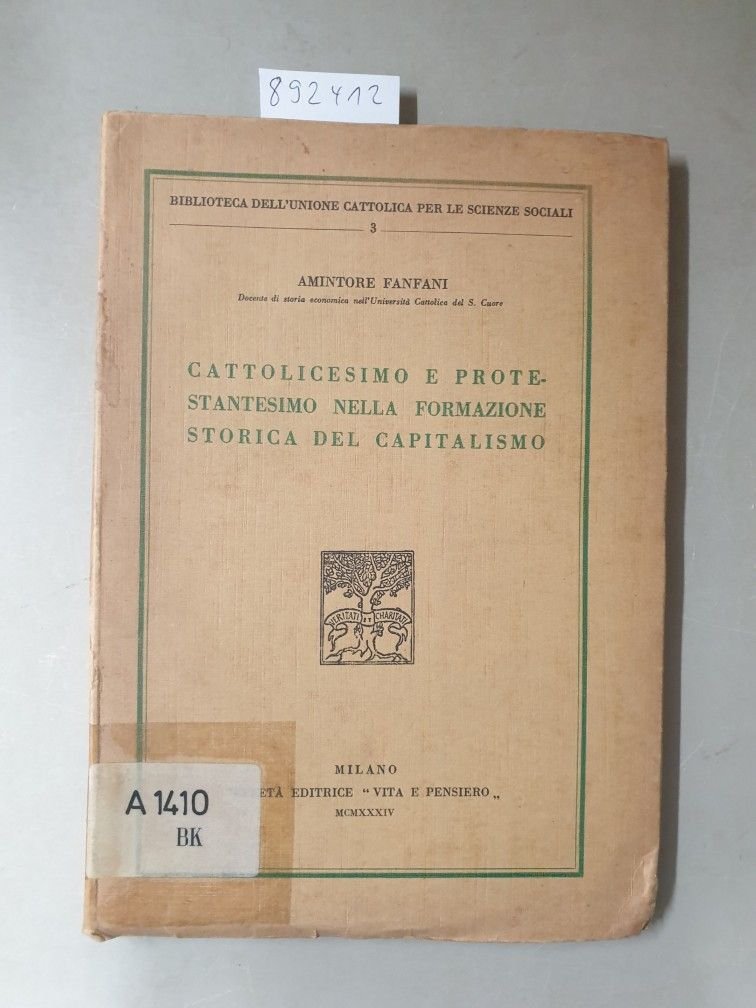 892412
BIBLIOTECA DELL'UNIONE CATTOLICA PER LE SCIENZE SOCIALI
3
AMINTORE FANFANI
Docente di storia economica nell'Università Cattolica del S. Cuore
CATTOLICESIMO E PROTE-
STANTESIMO NELLA FORMAZIONE
STORICA DEL CAPITALISMO
VERITATI ET CHARITATI
MILANO
ETÀ EDITRICE “ VITA E PENSIERO „
MCMXXXIV
A 1410
BK